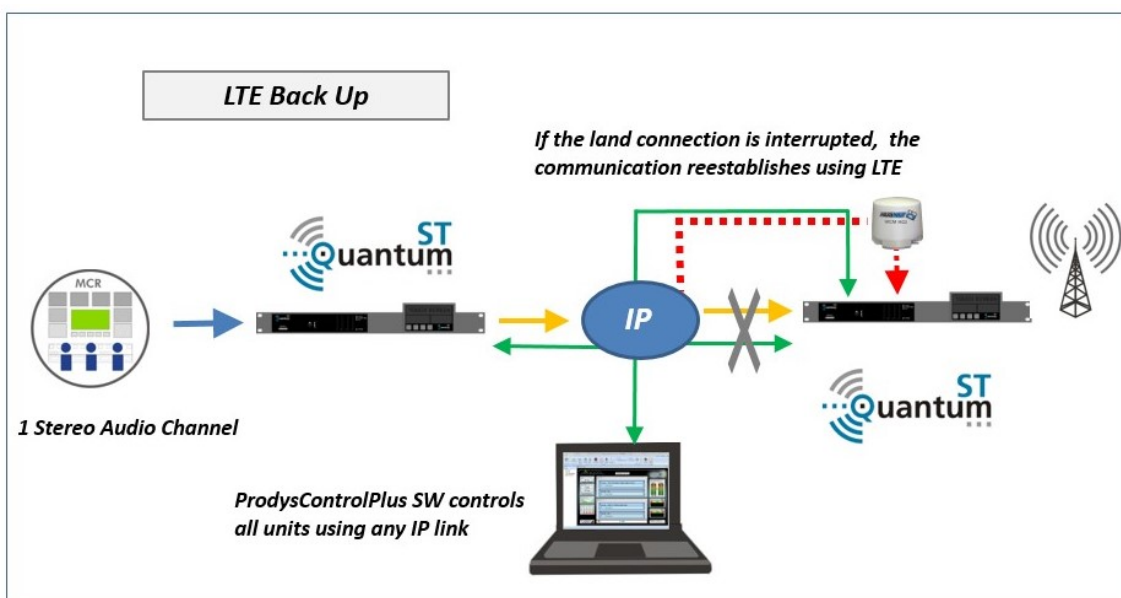 LTE Back Up
If the land connection is interrupted, the
communication reestablishes using LTE
ST
Quantum
MCR
IP
1 Stereo Audio Channel
ST
Quantum
ProdysControlPlus SW controls
all units using any IP link